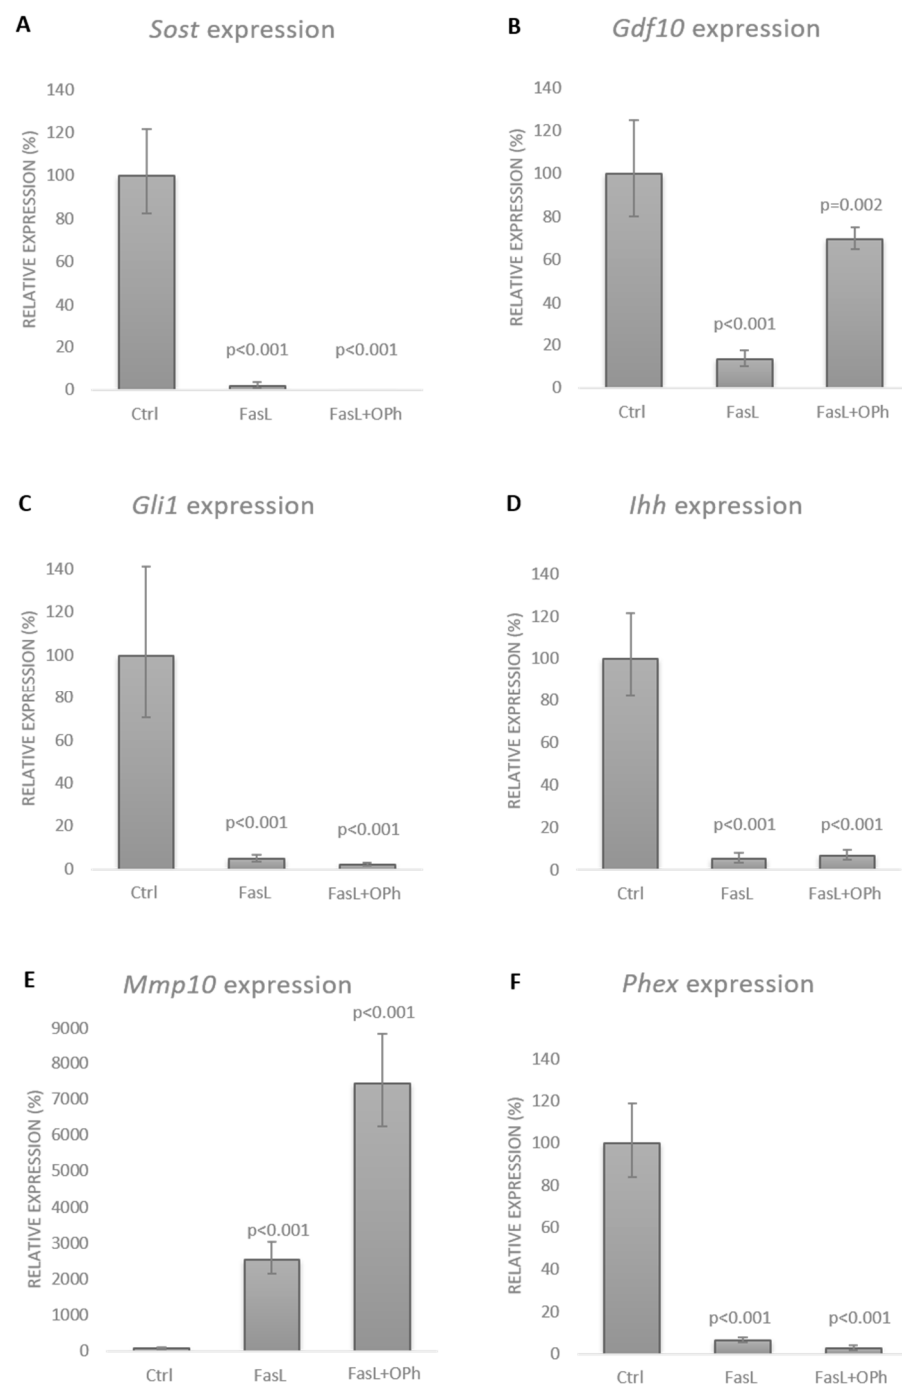 A
Sost expression
RELATIVE EXPRESSION (%)
140
120
100
80
60
40
20
0
p<0.001
p<0.001
Ctrl
FasL
FasL+OPh
B
Gdf10 expression
RELATIVE EXPRESSION (%)
140
120
100
80
60
40
20
0
p<0.001
p=0.002
Ctrl
FasL
FasL+OPh
C
Gli1 expression
RELATIVE EXPRESSION (%)
140
120
100
80
60
40
20
0
p<0.001
p<0.001
Ctrl
FasL
FasL+OPh
D
Ihh expression
RELATIVE EXPRESSION (%)
140
120
100
80
60
40
20
0
p<0.001
p<0.001
Ctrl
FasL
FasL+OPh
E
Mmp10 expression
RELATIVE EXPRESSION (%)
9000
8000
7000
6000
5000
4000
3000
2000
1000
0
p<0.001
p<0.001
Ctrl
FasL
FasL+OPh
F
Phex expression
RELATIVE EXPRESSION (%)
140
120
100
80
60
40
20
0
p<0.001
p<0.001
Ctrl
FasL
FasL+OPh